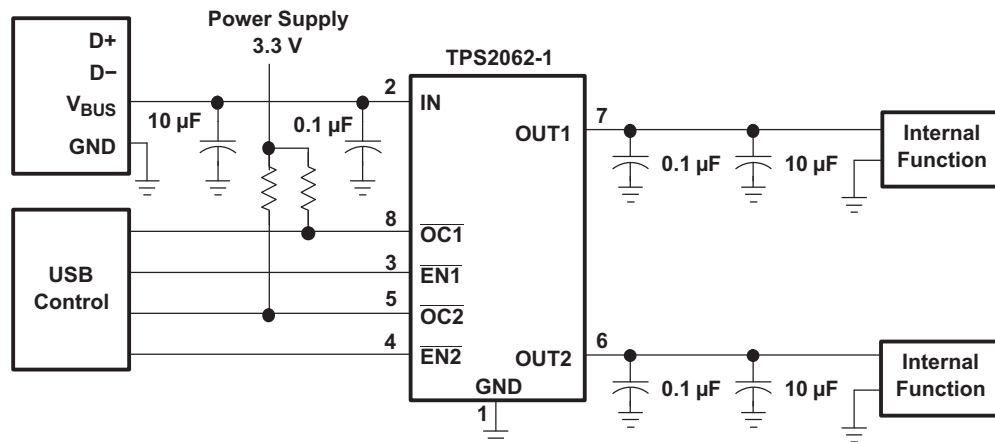 Power Supply
3.3 V
TPS2062-1
D+
D−
V_BUS
GND
10 µF
0.1 µF
2
IN
7
OUT1
0.1 µF
10 µF
Internal
Function
USB
Control
8
OC1
3
EN1
5
OC2
4
EN2
6
OUT2
GND
1
0.1 µF
10 µF
Internal
Function